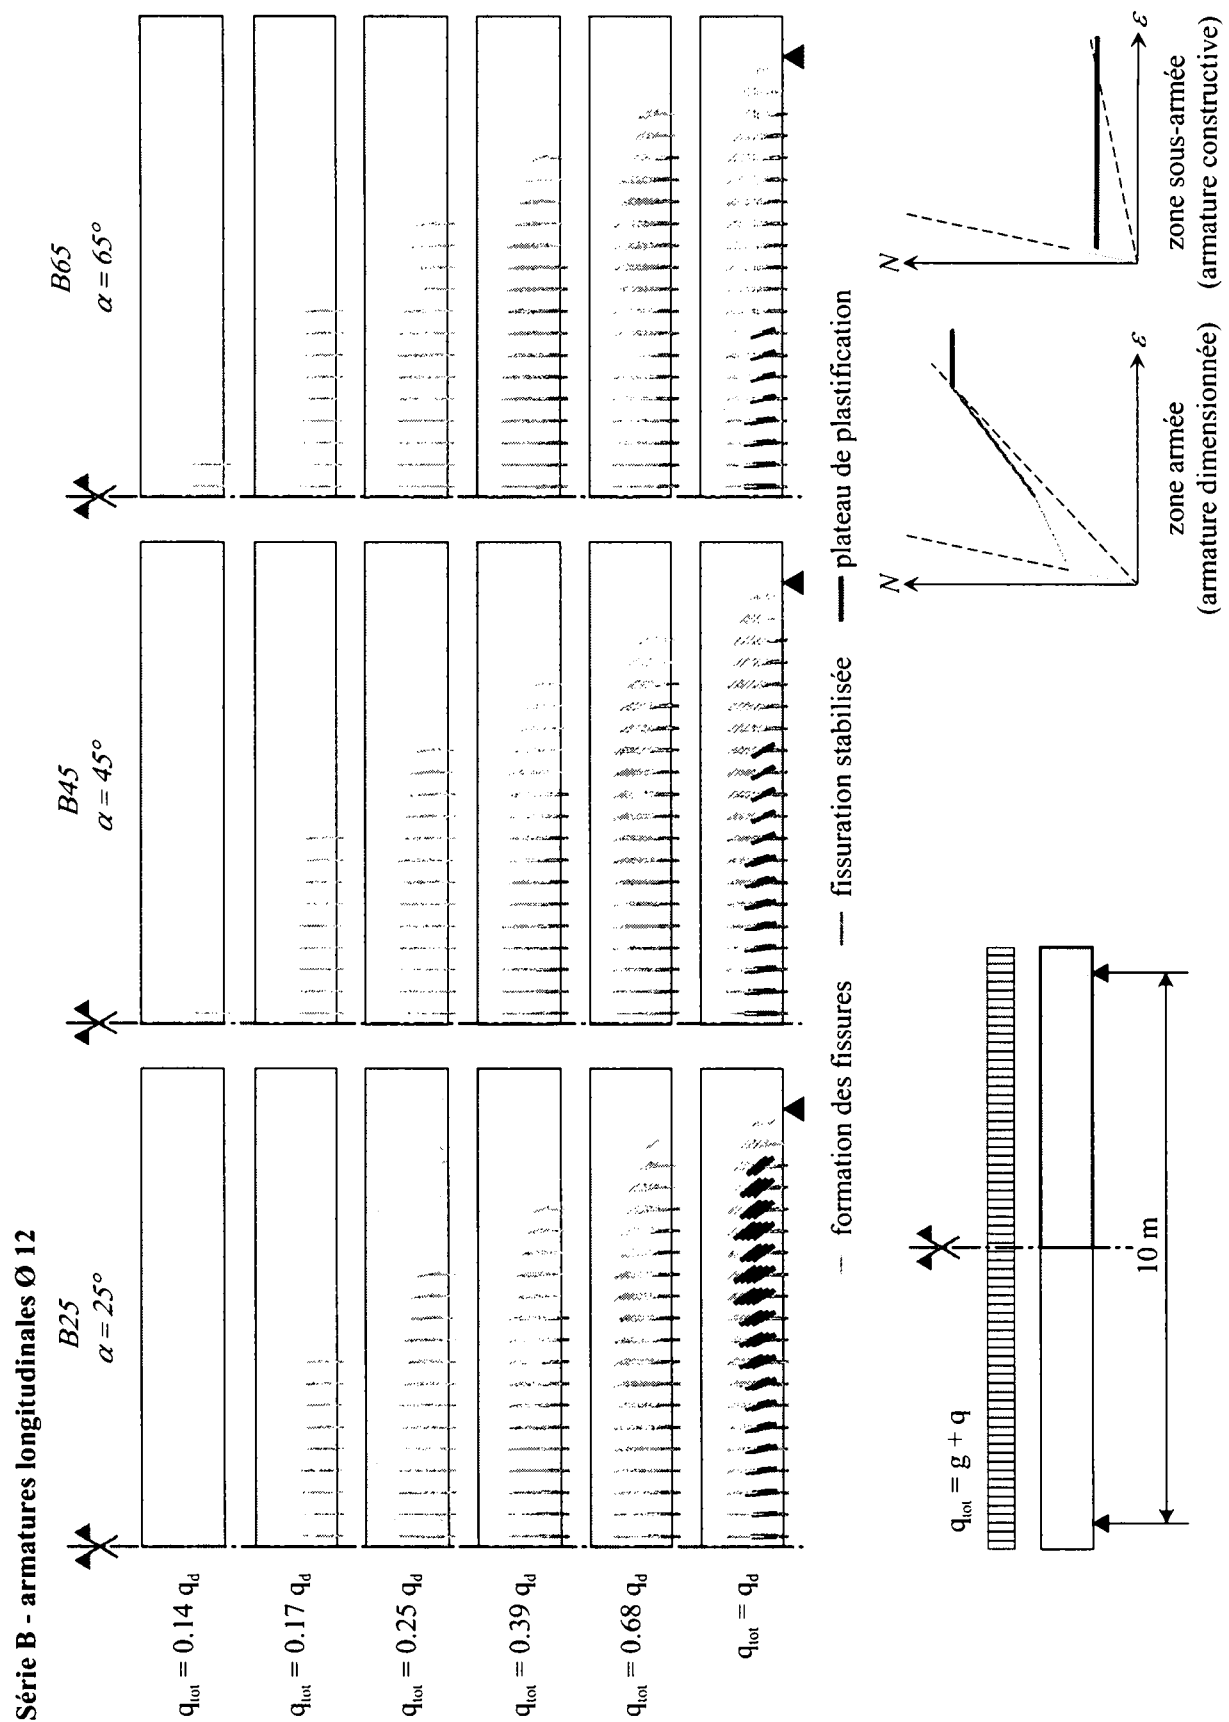 Série B - armatures longitudinales Ø 12
B25
α = 25°
B45
α = 45°
B65
α = 65°
q_tot = 0.14 q_d
q_tot = 0.17 q_d
q_tot = 0.25 q_d
q_tot = 0.39 q_d
q_tot = 0.68 q_d
q_tot = q_d
formation des fissures
fissuration stabilisée
plateau de plastification
q_tot = g + q
10 m
N
ε
zone armée
(armature dimensionnée)
N
ε
zone sous-armée
(armature constructive)